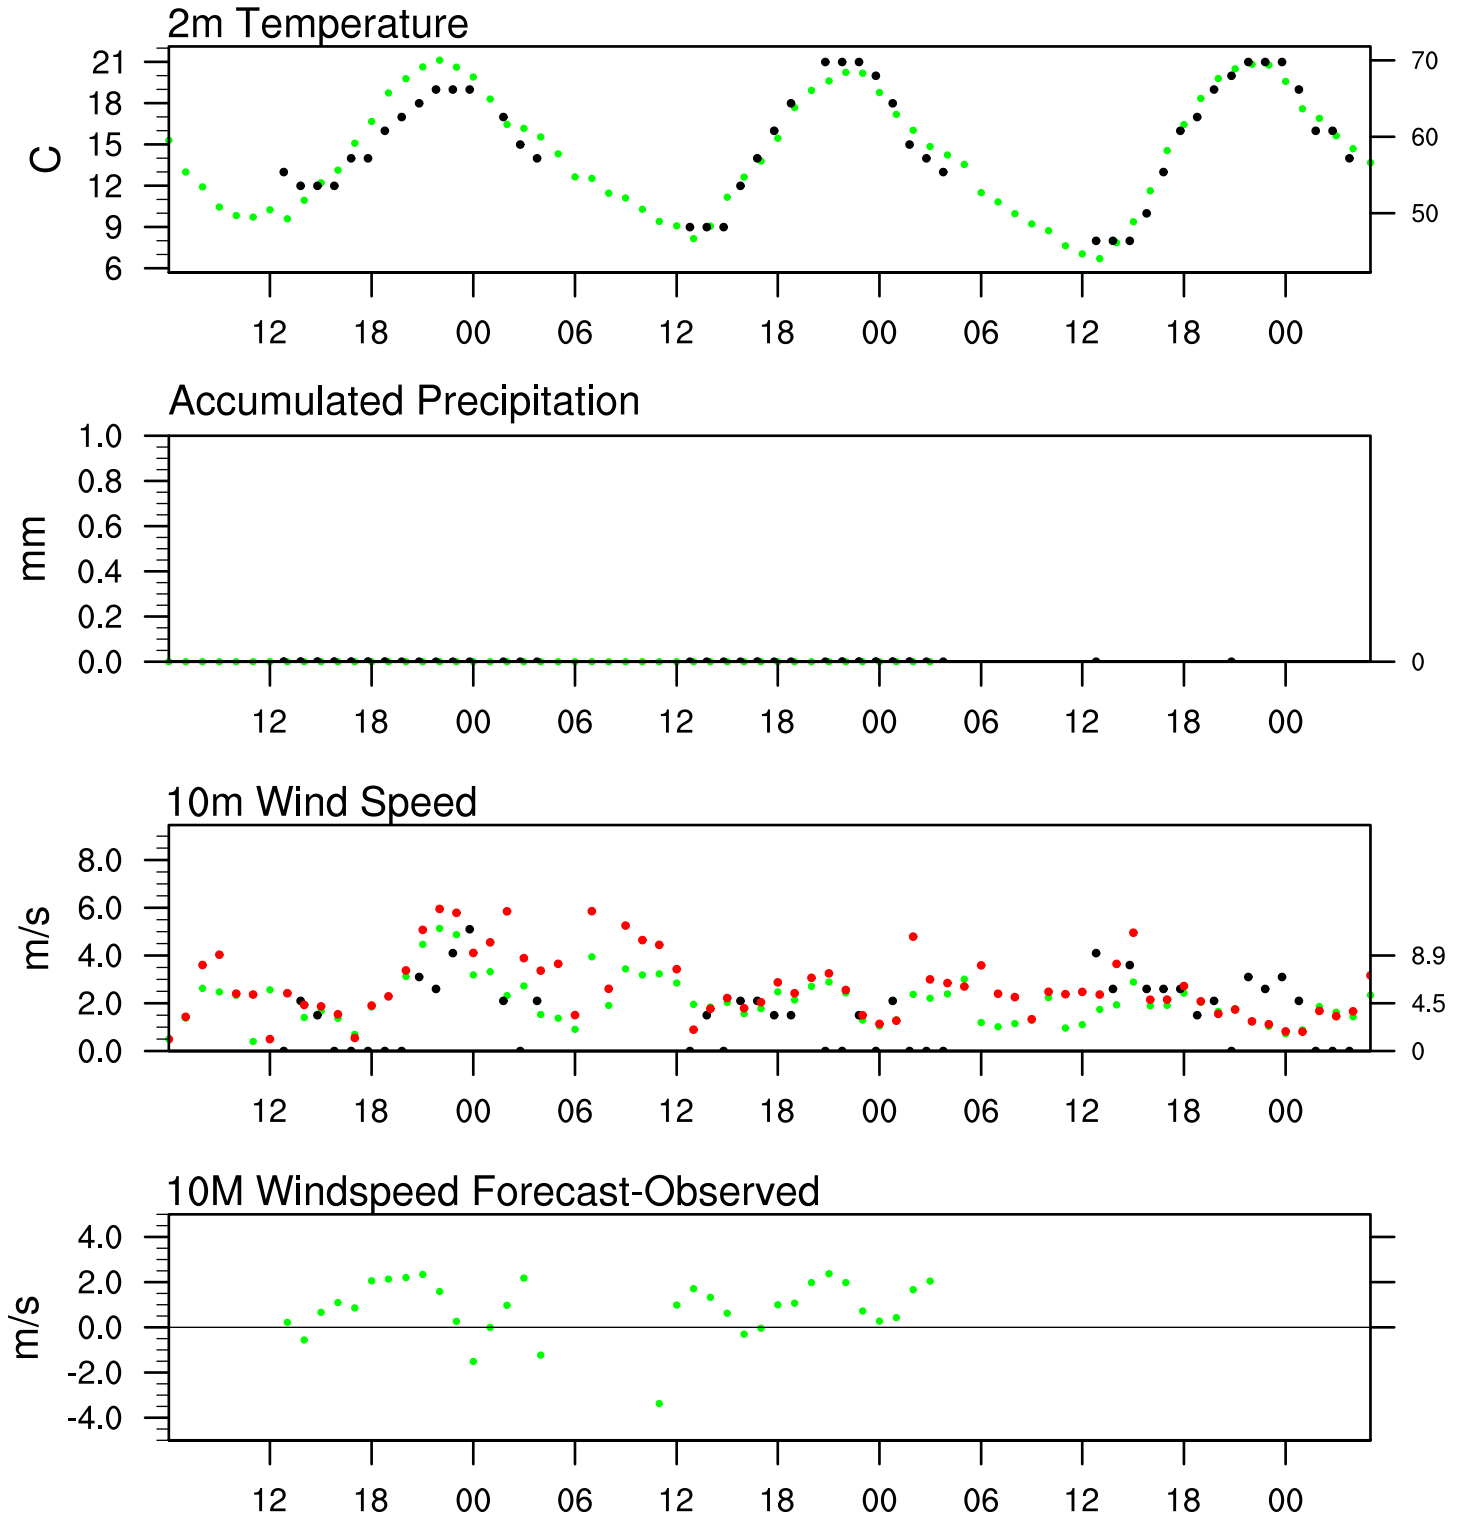 2m Temperature
21 70
18
15 60
12
9 50
6
C
12 18 00 06 12 18 00 06 12 18 00
Accumulated Precipitation
1.0
0.8
0.6
0.4
0.2
0.0 0
mm
12 18 00 06 12 18 00 06 12 18 00
10m Wind Speed
8.0
6.0
4.0 8.9
2.0 4.5
0.0 0
m/s
12 18 00 06 12 18 00 06 12 18 00
10M Windspeed Forecast-Observed
4.0
2.0
0.0
-2.0
-4.0
m/s
12 18 00 06 12 18 00 06 12 18 00